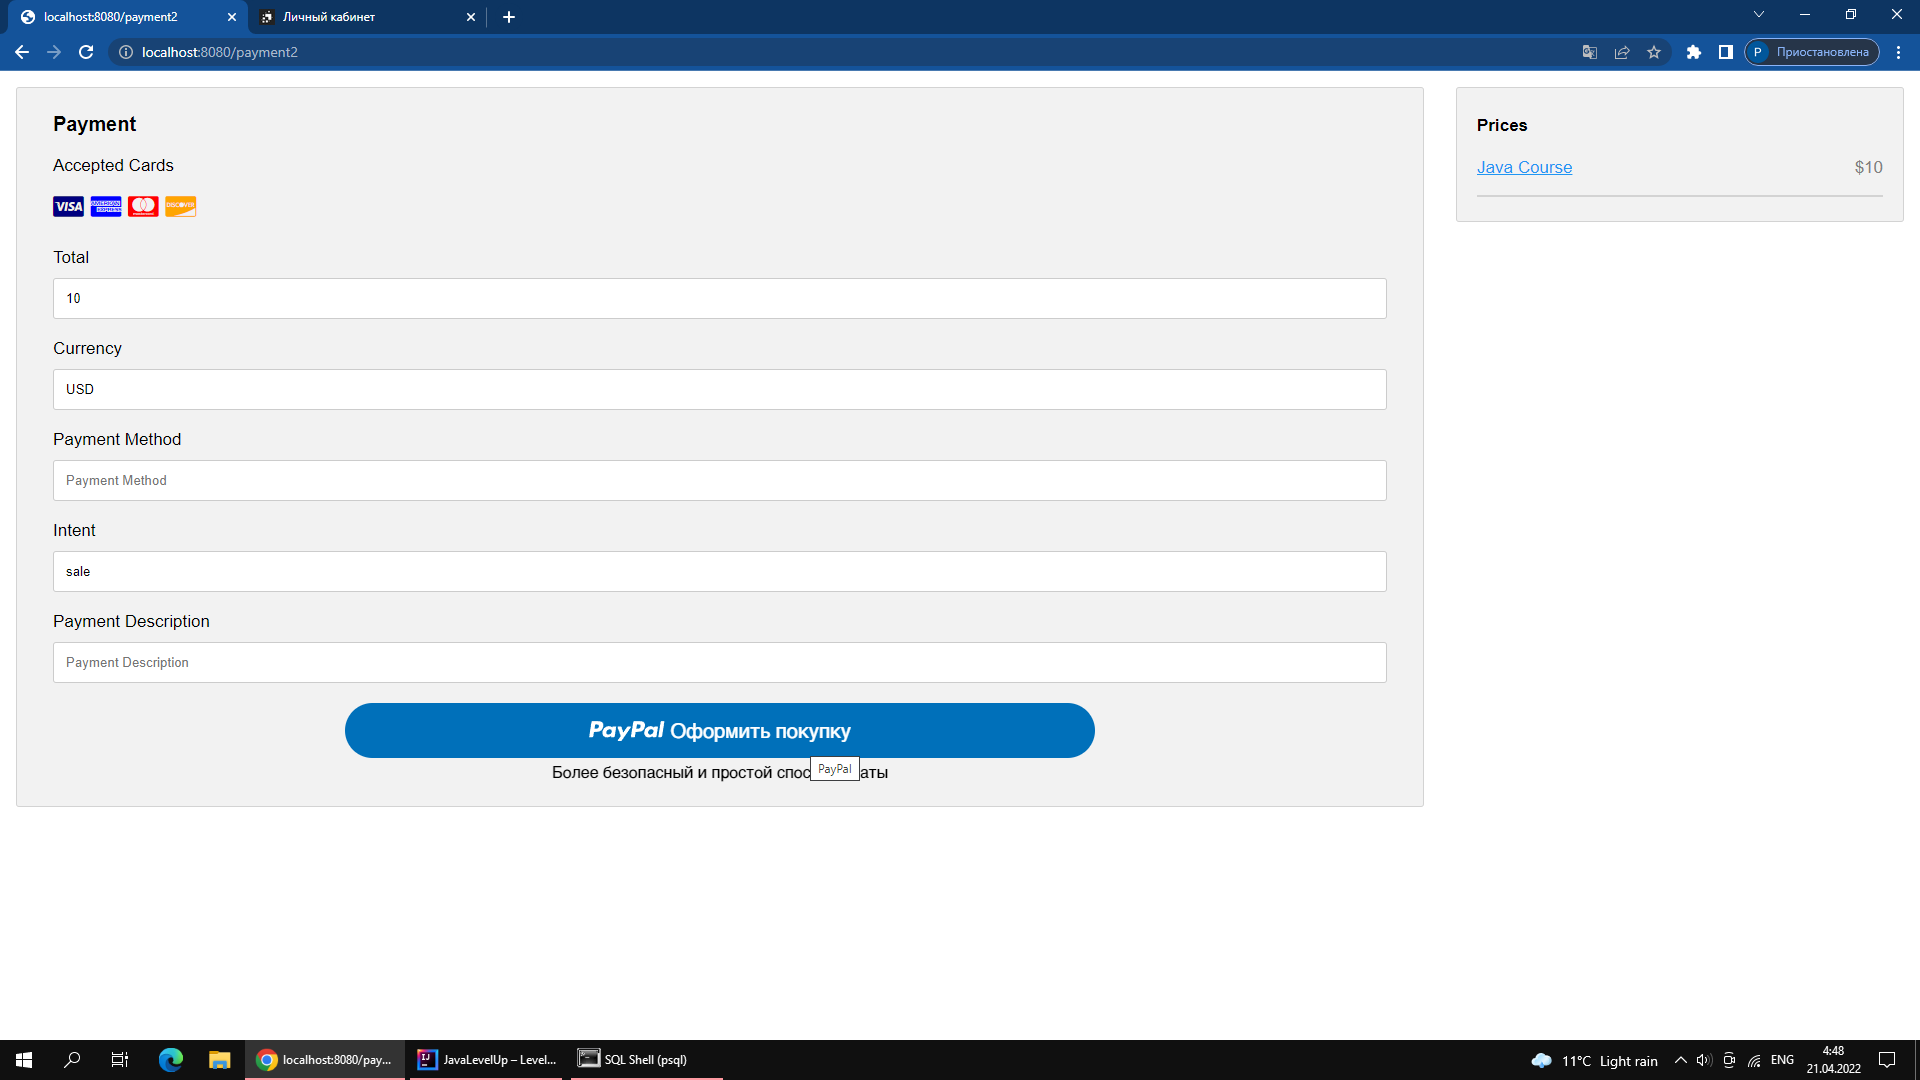 localhost:8080/payment2
Личный кабинет
localhost:8080/payment2
P Приостановлена
Payment
Accepted Cards
VISA
AMERICAN EXPRESS
DISCOVER
Total
10
Currency
USD
Payment Method
Payment Method
Intent
sale
Payment Description
Payment Description
PayPal Оформить покупку
Более безопасный и простой спос аты
PayPal
Prices
Java Course $10
localhost:8080/pay...
IJ JavaLevelUp – Level...
SQL Shell (psql)
11°C Light rain
ENG
4:48
21.04.2022